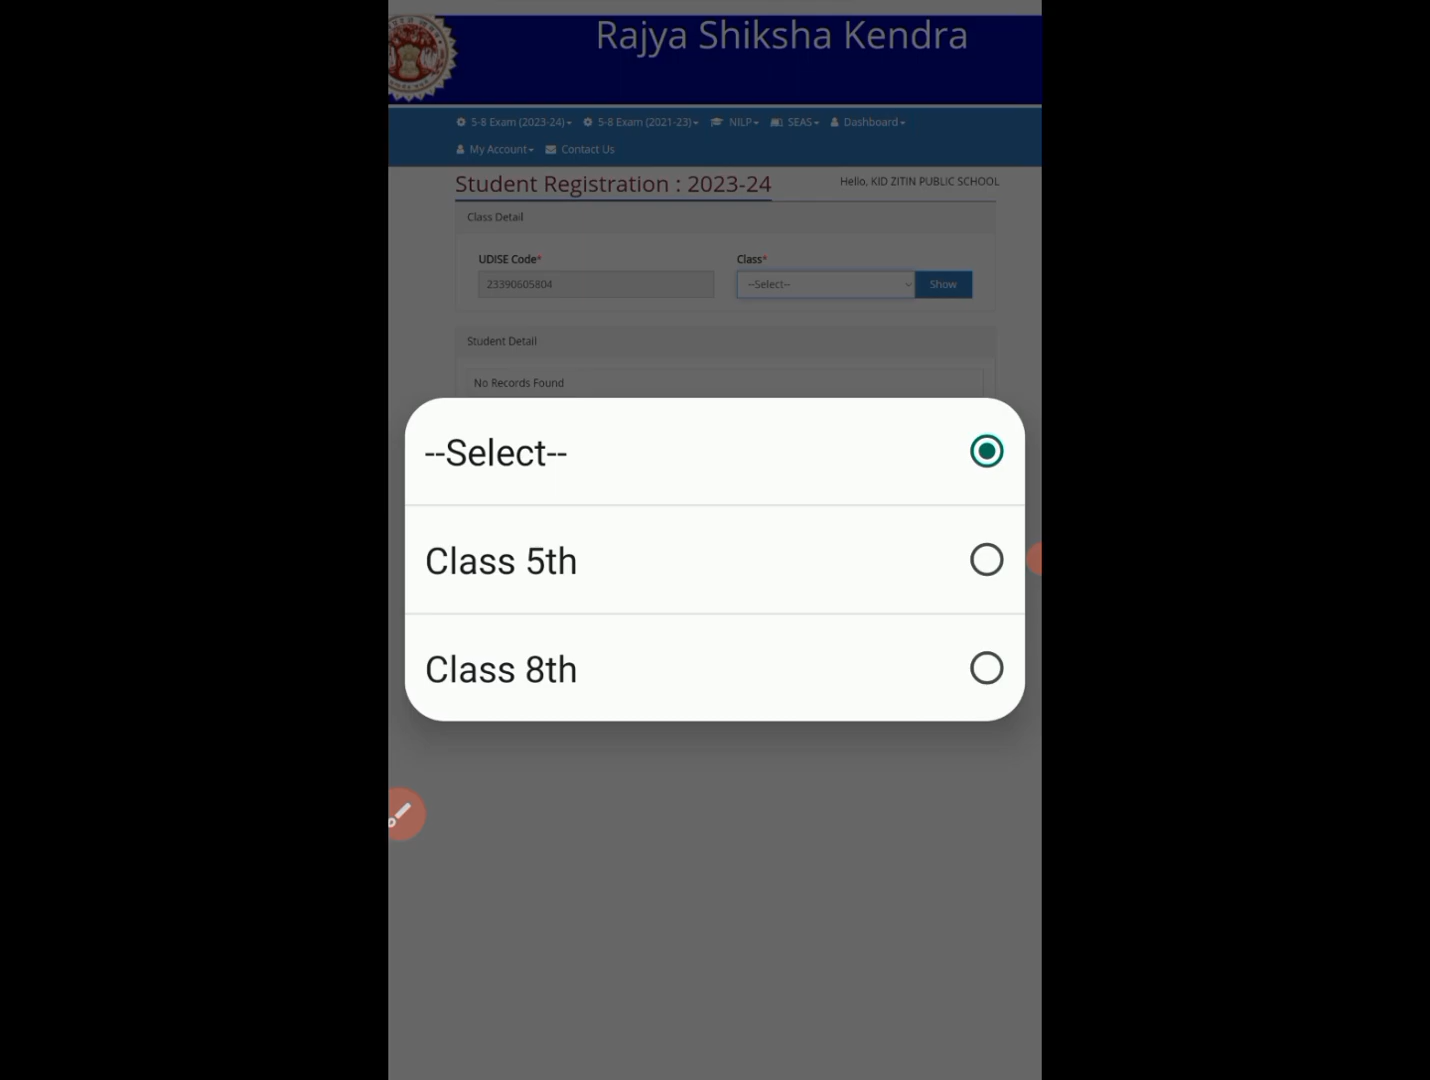 Rajya Shiksha Kendra
5-8 Exam (2023-24) 5-8 Exam (2021-23) NILP SEAS Dashboard
My Account Contact Us
Student Registration : 2023-24
Hello, KID ZITIN PUBLIC SCHOOL
Class Detail
UDISE Code* Class*
23390605804 --Select-- Show
Student Detail
No Records Found
--Select--
Class 5th
Class 8th